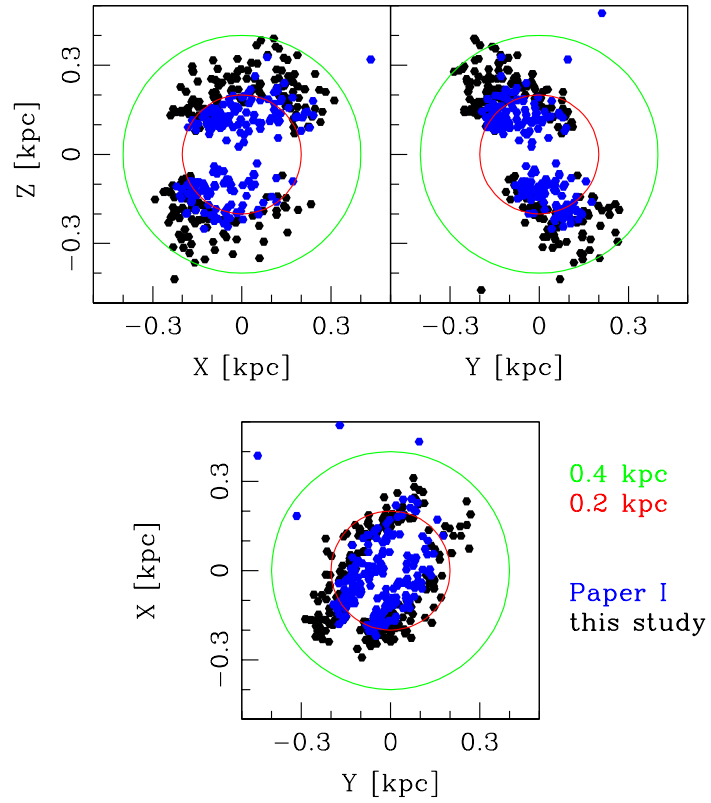 0.3
0
−0.3
Z [kpc]
−0.3 0 0.3
X [kpc]
−0.3 0 0.3
Y [kpc]
0.3
0
−0.3
X [kpc]
−0.3 0 0.3
Y [kpc]
0.4 kpc
0.2 kpc
Paper I
this study